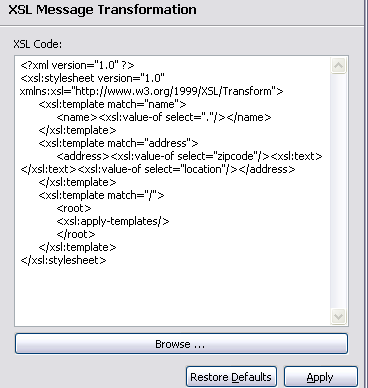 XSL Message Transformation
XSL Code:
<?xml version="1.0" ?>
<xsl:stylesheet version="1.0"
xmlns:xsl="http://www.w3.org/1999/XSL/Transform">
<xsl:template match="name">
<name><xsl:value-of select="."/></name>
</xsl:template>
<xsl:template match="address">
<address><xsl:value-of select="zipcode"/><xsl:text>
</xsl:text><xsl:value-of select="location"/></address>
</xsl:template>
<xsl:template match="/">
<root>
<xsl:apply-templates/>
</root>
</xsl:template>
</xsl:stylesheet>
Browse ...
Restore Defaults
Apply